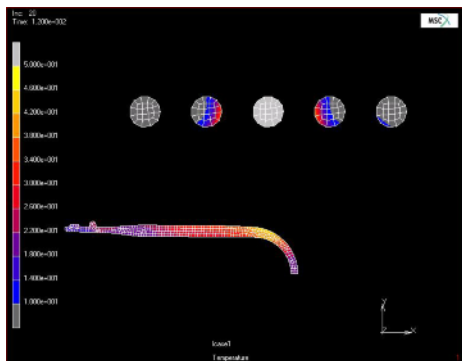 Inc: 20
Time: 1.200e+002
MSC X
5.000e+001
4.600e+001
4.200e+001
3.800e+001
3.400e+001
3.000e+001
2.600e+001
2.200e+001
1.800e+001
1.400e+001
1.000e+001
Y
Z X
lcase1
Temperature